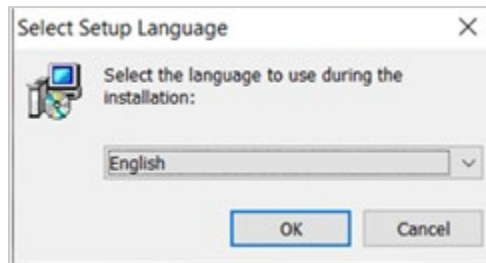 Select Setup Language
Select the language to use during the
installation:
English
OK
Cancel